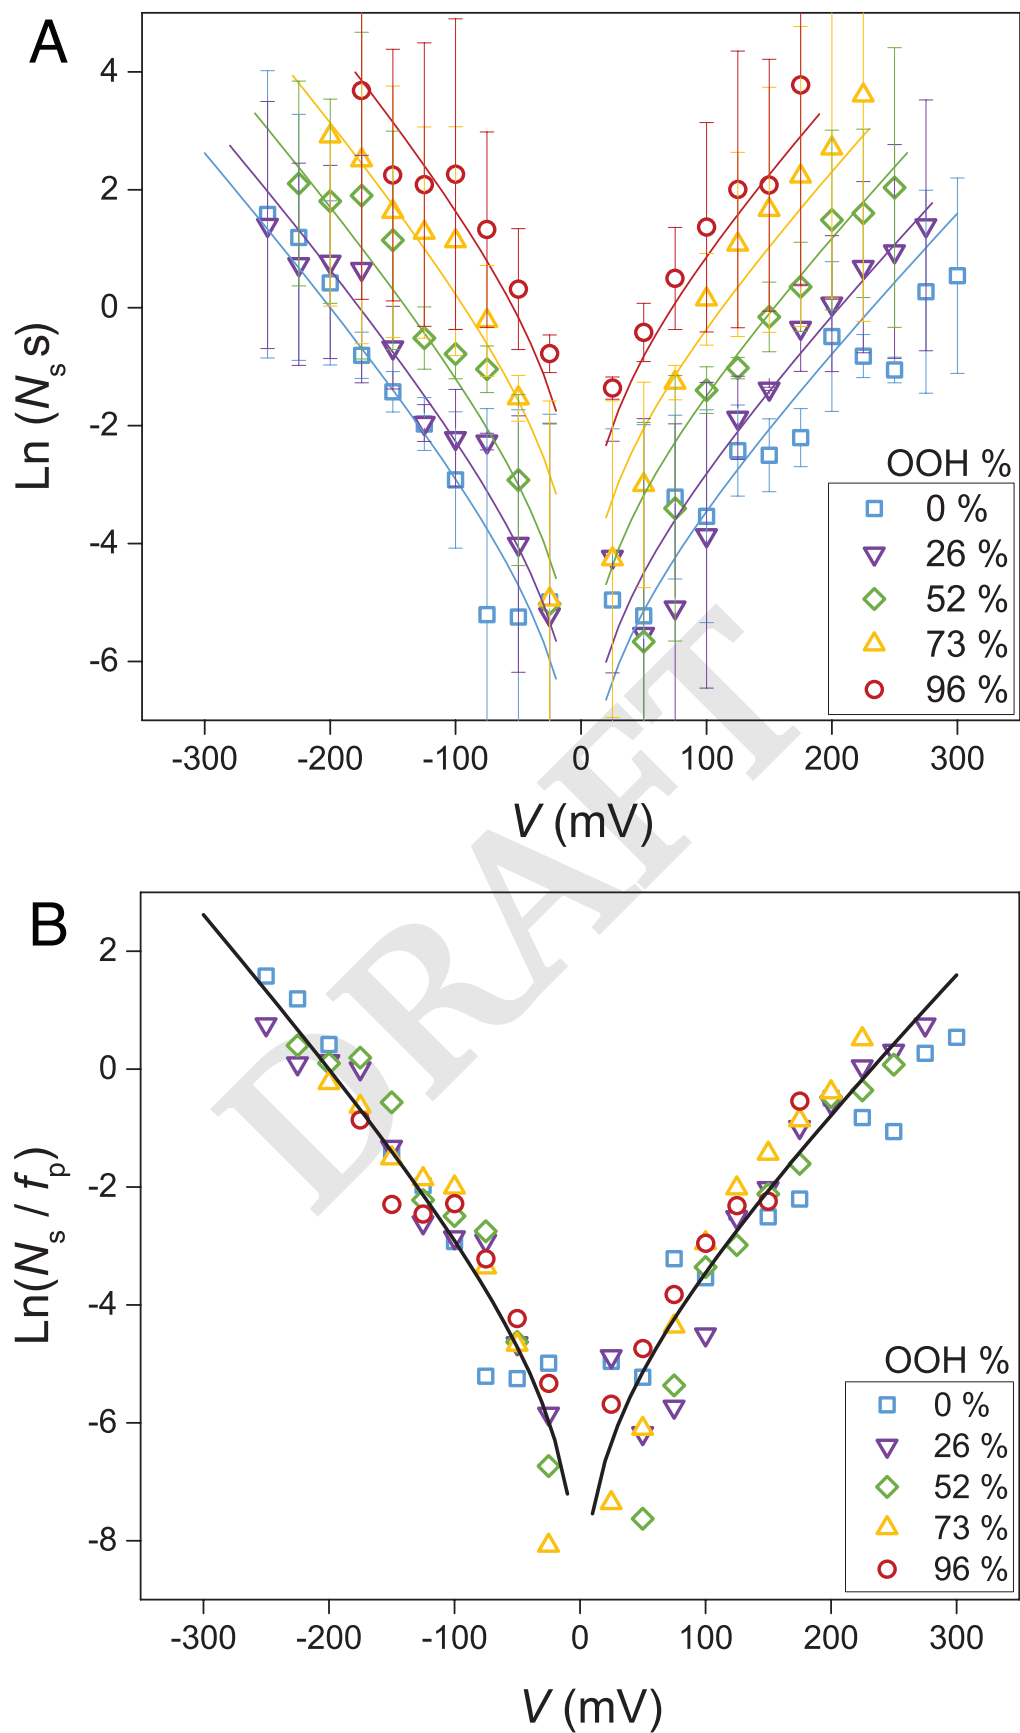 A
Ln (Nₛ s)
4
2
0
-2
-4
-6
OOH %
0 %
26 %
52 %
73 %
96 %
-300 -200 -100 0 100 200 300
V (mV)
DRAFT
B
Ln(Nₛ / fₚ)
2
0
-2
-4
-6
-8
OOH %
0 %
26 %
52 %
73 %
96 %
-300 -200 -100 0 100 200 300
V (mV)